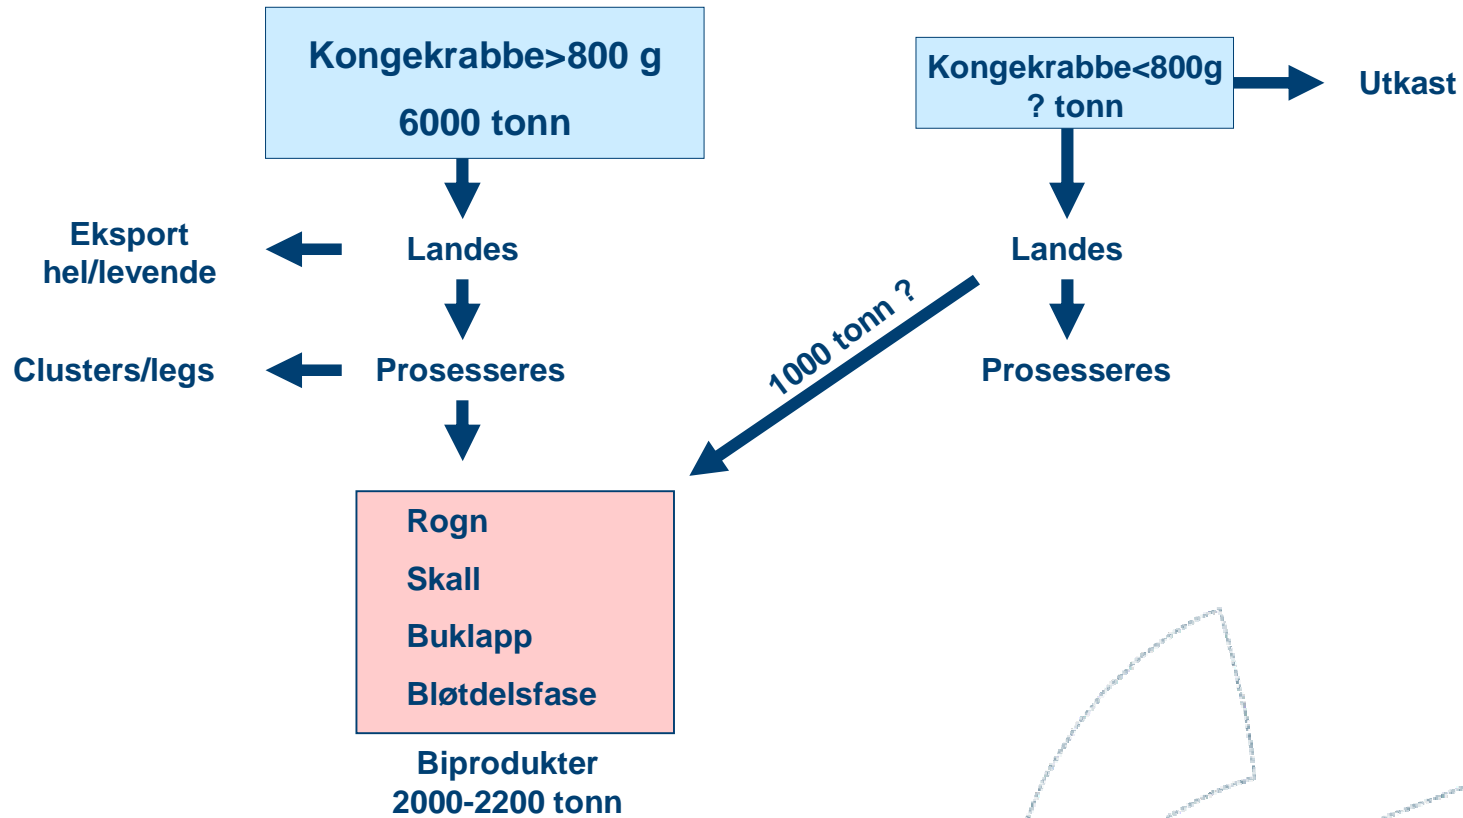 Kongekrabbe>800 g
6000 tonn
Kongekrabbe<800g
? tonn
Utkast
Eksport
hel/levende
Landes
Landes
1000 tonn ?
Clusters/legs
Prosesseres
Prosesseres
Rogn
Skall
Buklapp
Bløtdelsfase
Biprodukter
2000-2200 tonn